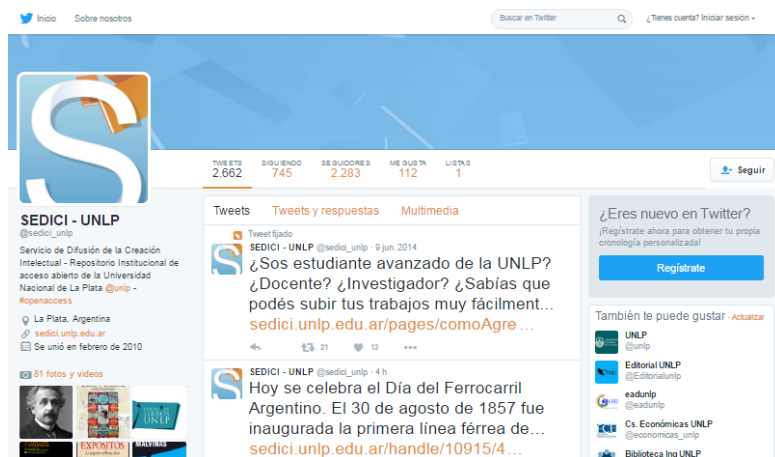 Inicio Sobre nosotros Buscar en Twitter ¿Tienes cuenta? Iniciar sesión
S
TWEETS SIGUIENDO SEGUIDORES ME GUSTA LISTAS
2.662 745 2.283 112 1
Seguir
SEDICI - UNLP
@sedici_unlp
Servicio de Difusión de la Creación
Intelectual - Repositorio Institucional de
acceso abierto de la Universidad
Nacional de La Plata @unlp -
#openaccess
La Plata, Argentina
sedici.unlp.edu.ar
Se unió en febrero de 2010
81 fotos y videos
UNLP
EXPOSITOS
MALVINAS
Tweets Tweets y respuestas Multimedia
Tweet fijado
SEDICI - UNLP @sedici_unlp · 9 jun. 2014
¿Sos estudiante avanzado de la UNLP?
¿Docente? ¿Investigador? ¿Sabías que
podés subir tus trabajos muy fácilment...
sedici.unlp.edu.ar/pages/comoAgre ...
21 12
SEDICI - UNLP @sedici_unlp · 4 h
Hoy se celebra el Día del Ferrocarril
Argentino. El 30 de agosto de 1857 fue
inaugurada la primera línea férrea de...
sedici.unlp.edu.ar/handle/10915/4...
¿Eres nuevo en Twitter?
¡Regístrate ahora para obtener tu propia
cronología personalizada!
Regístrate
También te puede gustar · Actualizar
UNLP
@unlp
Editorial UNLP
@Editorialunlp
eadunlp
@eadunlp
Cs. Económicas UNLP
@economicas_unlp
Biblioteca Ing UNLP